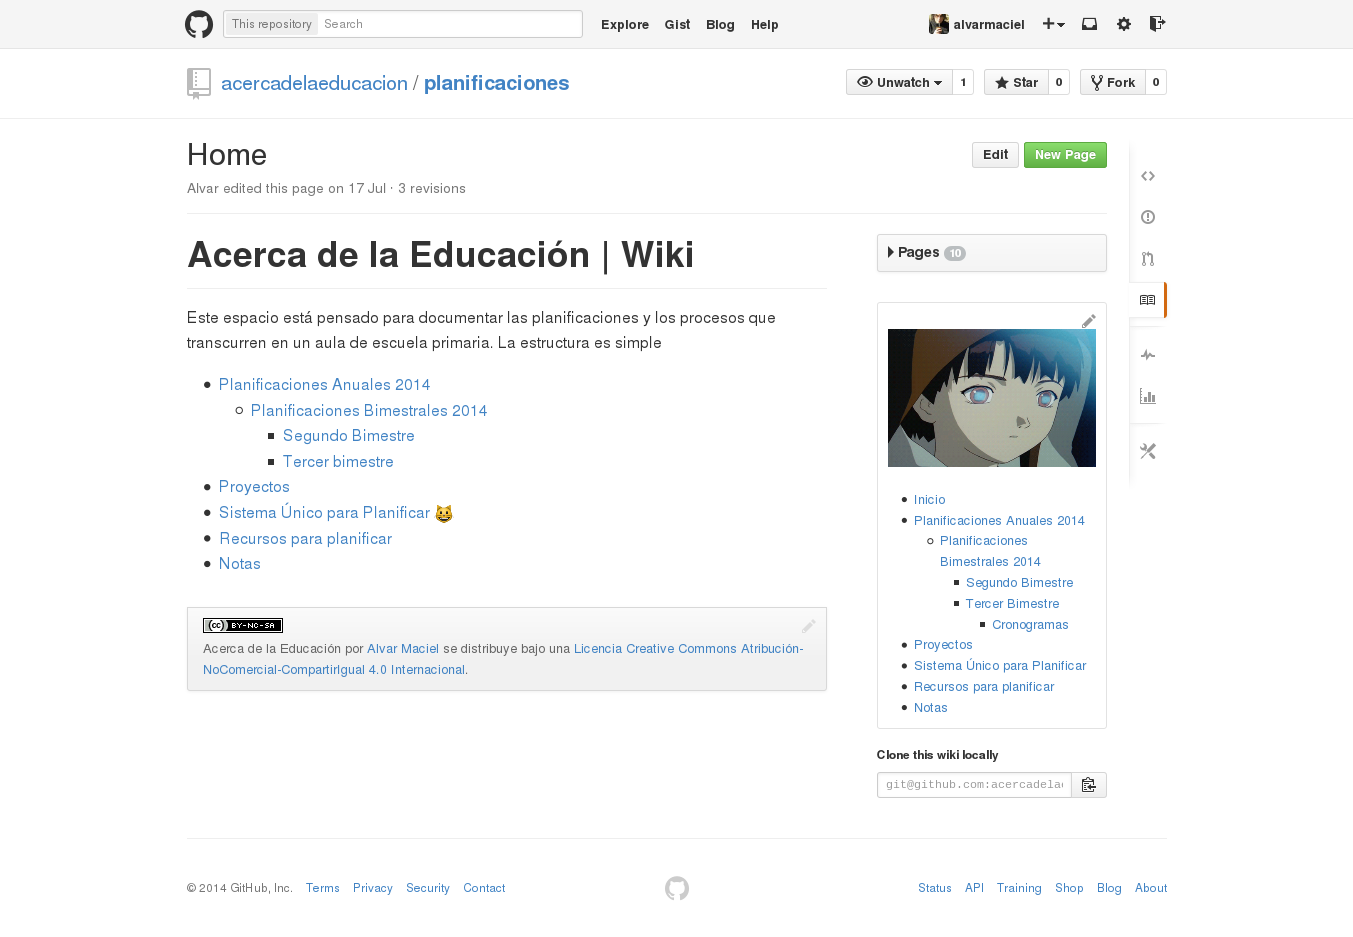 This repository Search Explore Gist Blog Help alvarmaciel
acercadelaeducacion / planificaciones Unwatch 1 Star 0 Fork 0
Home Edit New Page
Alvar edited this page on 17 Jul · 3 revisions
Acerca de la Educación | Wiki
Este espacio está pensado para documentar las planificaciones y los procesos que
transcurren en un aula de escuela primaria. La estructura es simple
Planificaciones Anuales 2014
Planificaciones Bimestrales 2014
Segundo Bimestre
Tercer bimestre
Proyectos
Sistema Único para Planificar
Recursos para planificar
Notas
(cc) BY-NC-SA
Acerca de la Educación por Alvar Maciel se distribuye bajo una Licencia Creative Commons Atribución-
NoComercial-CompartirIgual 4.0 Internacional.
Pages 10
Inicio
Planificaciones Anuales 2014
Planificaciones
Bimestrales 2014
Segundo Bimestre
Tercer Bimestre
Cronogramas
Proyectos
Sistema Único para Planificar
Recursos para planificar
Notas
Clone this wiki locally
git@github.com:acercadela
© 2014 GitHub, Inc. Terms Privacy Security Contact Status API Training Shop Blog About